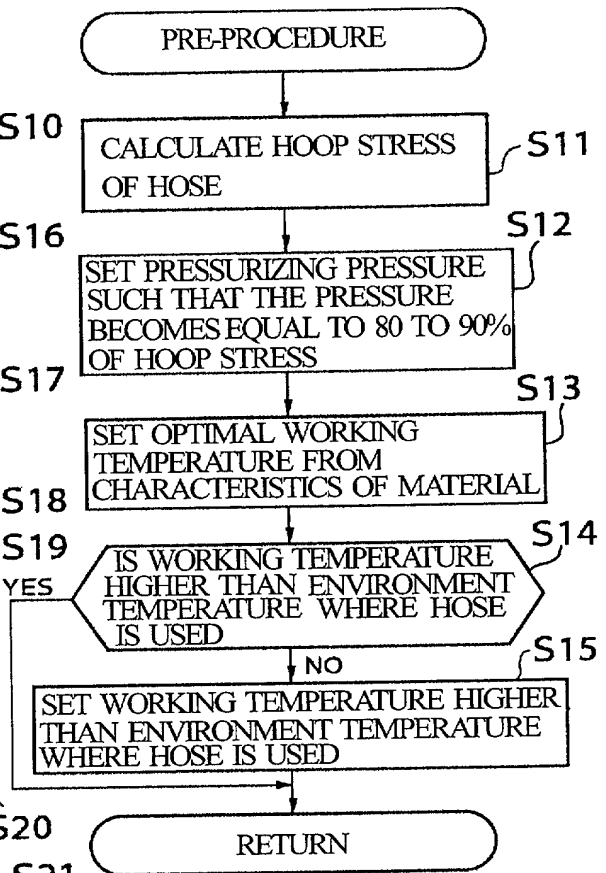 PRE-PROCEDURE
S10
CALCULATE HOOP STRESS
OF HOSE
S11
S16
S12
SET PRESSURIZING PRESSURE
SUCH THAT THE PRESSURE
BECOMES EQUAL TO 80 TO 90%
OF HOOP STRESS
S17
S13
SET OPTIMAL WORKING
TEMPERATURE FROM
CHARACTERISTICS OF MATERIAL
S18
S19
S14
IS WORKING TEMPERATURE
HIGHER THAN ENVIRONMENT
TEMPERATURE WHERE HOSE
IS USED
YES
NO
S15
SET WORKING TEMPERATURE HIGHER
THAN ENVIRONMENT TEMPERATURE
WHERE HOSE IS USED
S20
RETURN
S21